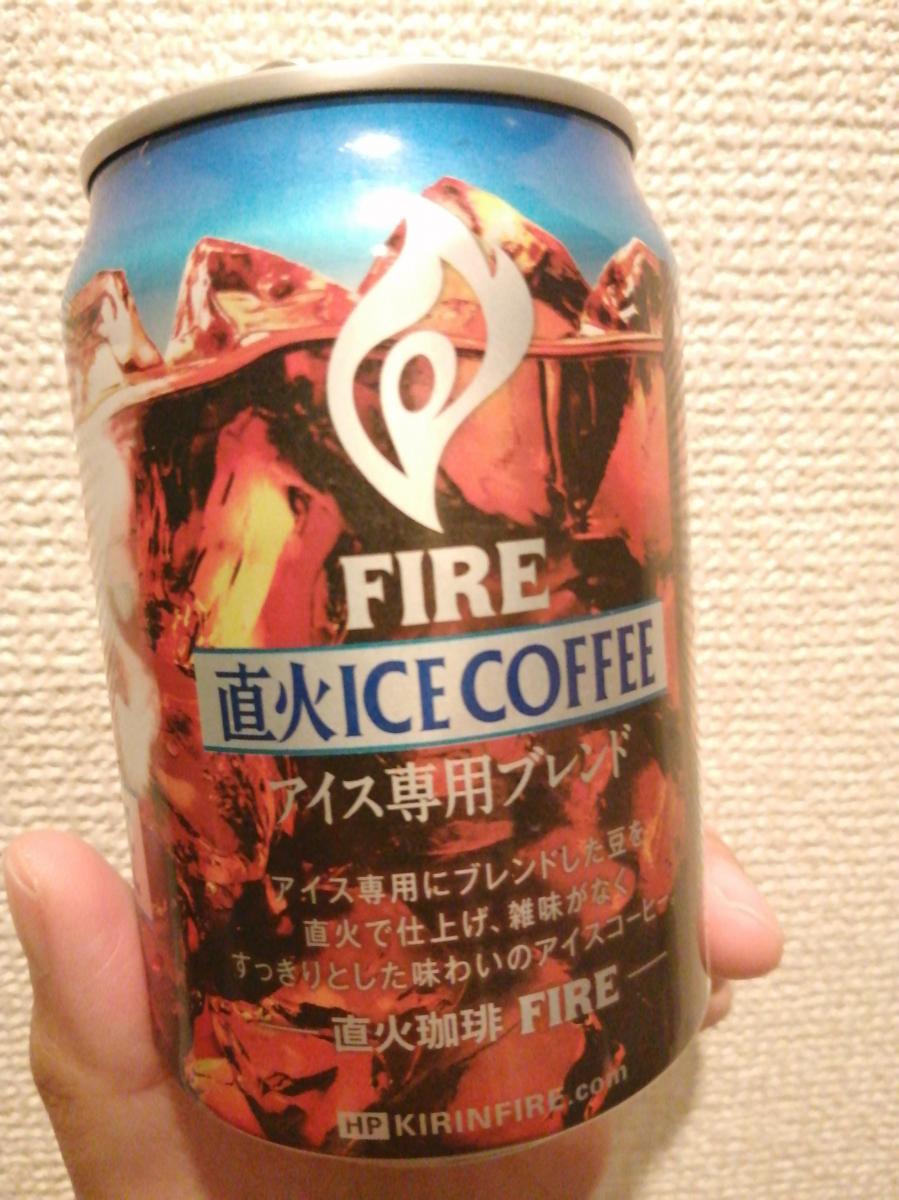 FIRE
直火ICE COFFEE
アイス専用ブレンド
アイス専用にブレンドした豆を
直火で仕上げ、雑味がなく
すっきりとした味わいのアイスコーヒー。
直火珈琲 FIRE
HP KIRINFIRE.com